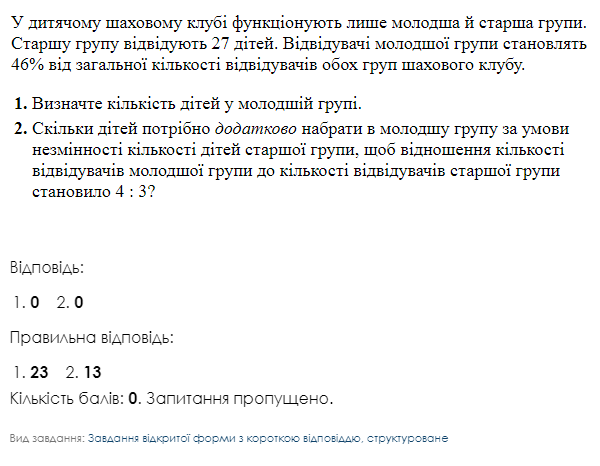 У дитячому шаховому клубі функціонують лише молодша й старша групи.
Старшу групу відвідують 27 дітей. Відвідувачі молодшої групи становлять
46% від загальної кількості відвідувачів обох груп шахового клубу.
1. Визначте кількість дітей у молодшій групі.
2. Скільки дітей потрібно додатково набрати в молодшу групу за умови
незмінності кількості дітей старшої групи, щоб відношення кількості
відвідувачів молодшої групи до кількості відвідувачів старшої групи
становило 4 : 3?
Відповідь:
1. 0 2. 0
Правильна відповідь:
1. 23 2. 13
Кількість балів: 0. Запитання пропущено.
Вид завдання: Завдання відкритої форми з короткою відповіддю, структуроване